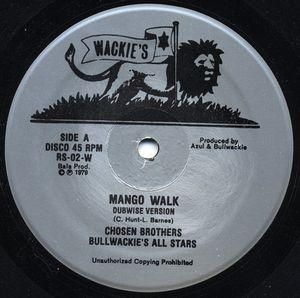 WACKIE'S
SIDE A
DISCO 45 RPM
RS-02-W
Bala Prod.
© ℗ 1979
Produced by
Azul & Bullwackie
MANGO WALK
DUBWISE VERSION
(C. Hunt-L. Barnes)
CHOSEN BROTHERS
BULLWACKIE'S ALL STARS
Unauthorized Copying Prohibited